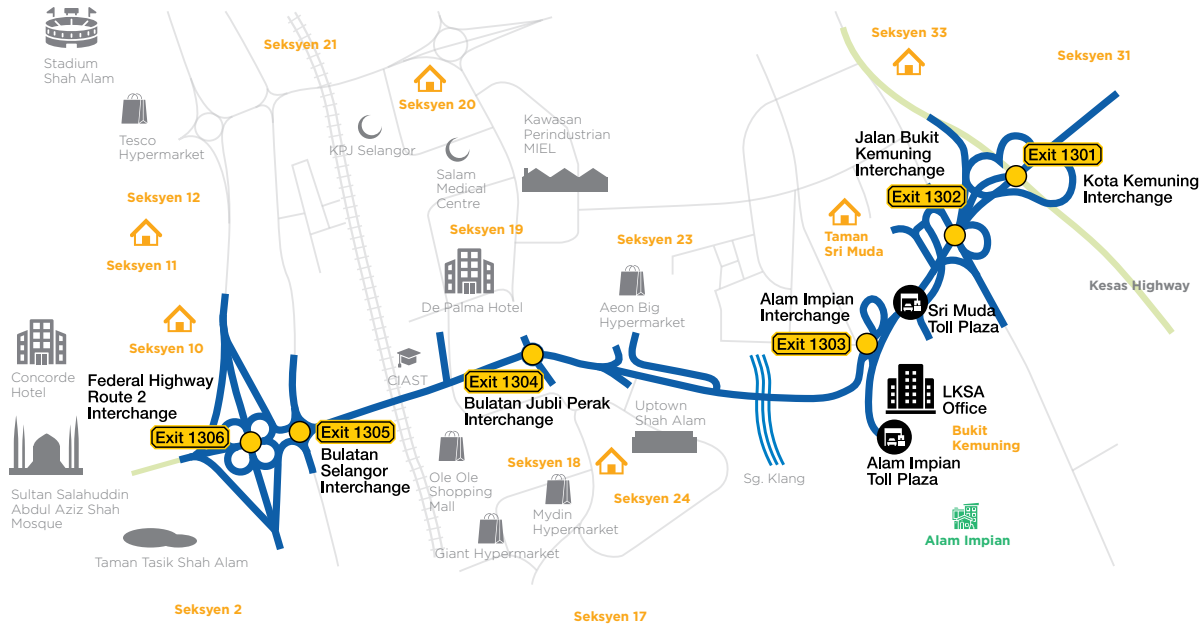 Stadium
Shah Alam
Seksyen 21
Seksyen 33
Seksyen 31
Seksyen 20
Tesco
Hypermarket
KPJ Selangor
Salam
Medical
Centre
Kawasan
Perindustrian
MIEL
Jalan Bukit
Kemuning
Interchange
Exit 1301
Kota Kemuning
Interchange
Exit 1302
Seksyen 12
Seksyen 11
Seksyen 19
Seksyen 23
Taman
Sri Muda
Kesas Highway
De Palma Hotel
Aeon Big
Hypermarket
Alam Impian
Interchange
Sri Muda
Toll Plaza
Exit 1303
Seksyen 10
Concorde
Hotel
CIAST
Federal Highway
Route 2
Interchange
Exit 1304
Bulatan Jubli Perak
Interchange
LKSA
Office
Uptown
Shah Alam
Exit 1306
Exit 1305
Bulatan
Selangor
Interchange
Bukit
Kemuning
Alam Impian
Toll Plaza
Seksyen 18
Seksyen 24
Sg. Klang
Ole Ole
Shopping
Mall
Mydin
Hypermarket
Giant Hypermarket
Sultan Salahuddin
Abdul Aziz Shah
Mosque
Taman Tasik Shah Alam
Alam Impian
Seksyen 2
Seksyen 17